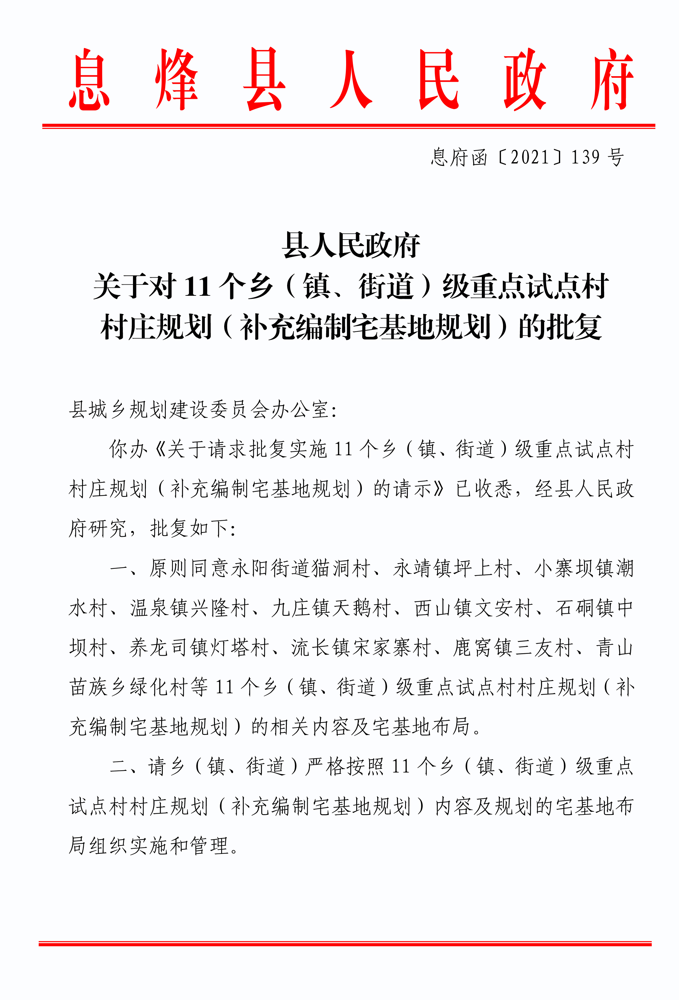 息烽县人民政府
息府函〔2021〕139 号
县人民政府
关于对 11 个乡（镇、街道）级重点试点村
村庄规划（补充编制宅基地规划）的批复
县城乡规划建设委员会办公室：
你办《关于请求批复实施 11 个乡（镇、街道）级重点试点村
村庄规划（补充编制宅基地规划）的请示》已收悉，经县人民政
府研究，批复如下：
一、原则同意永阳街道猫洞村、永靖镇坪上村、小寨坝镇潮
水村、温泉镇兴隆村、九庄镇天鹅村、西山镇文安村、石硐镇中
坝村、养龙司镇灯塔村、流长镇宋家寨村、鹿窝镇三友村、青山
苗族乡绿化村等 11 个乡（镇、街道）级重点试点村村庄规划（补
充编制宅基地规划）的相关内容及宅基地布局。
二、请乡（镇、街道）严格按照 11 个乡（镇、街道）级重点
试点村村庄规划（补充编制宅基地规划）内容及规划的宅基地布
局组织实施和管理。